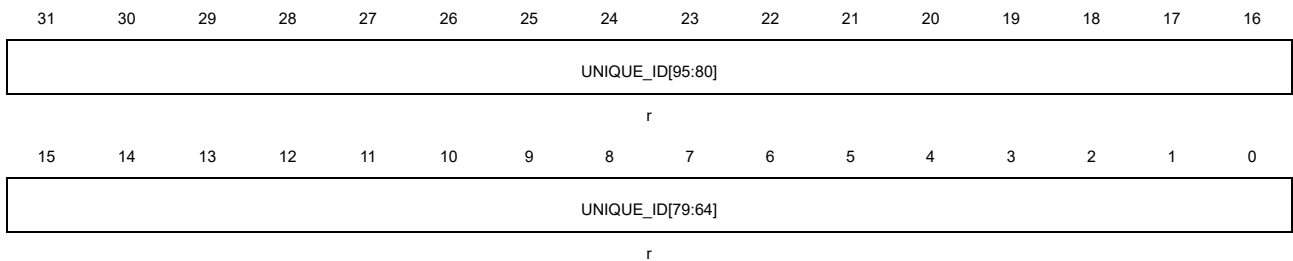 31 30 29 28 27 26 25 24 23 22 21 20 19 18 17 16
UNIQUE_ID[95:80]
r
15 14 13 12 11 10 9 8 7 6 5 4 3 2 1 0
UNIQUE_ID[79:64]
r